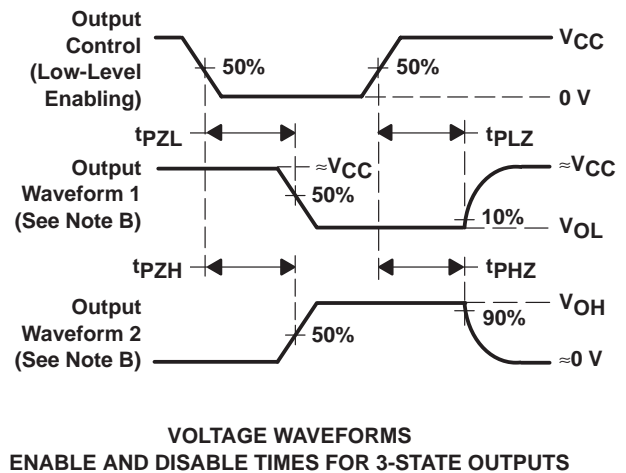 Output
Control
(Low-Level
Enabling)
50%
50%
VCC
0 V
tPZL
tPLZ
Output
Waveform 1
(See Note B)
≈VCC
50%
≈VCC
10%
VOL
tPZH
tPHZ
Output
Waveform 2
(See Note B)
50%
VOH
90%
≈0 V
VOLTAGE WAVEFORMS
ENABLE AND DISABLE TIMES FOR 3-STATE OUTPUTS